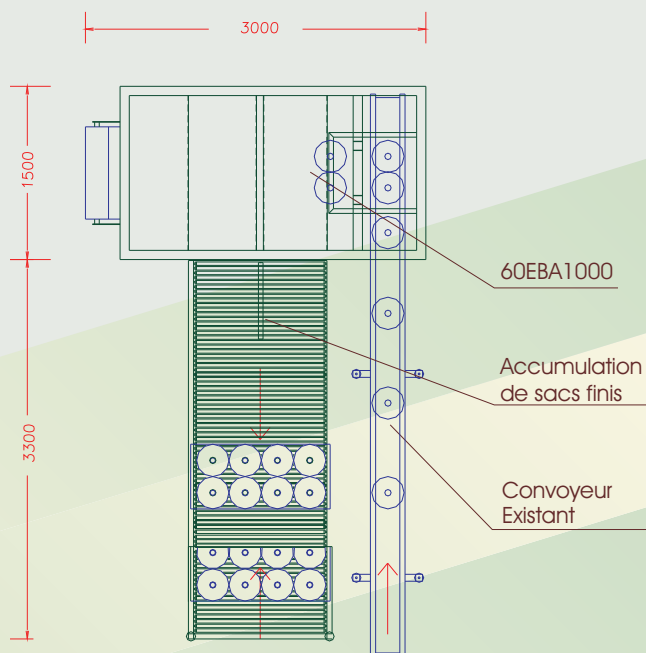 3000
1500
60EBA1000
Accumulation
de sacs finis
3300
Convoyeur
Existant